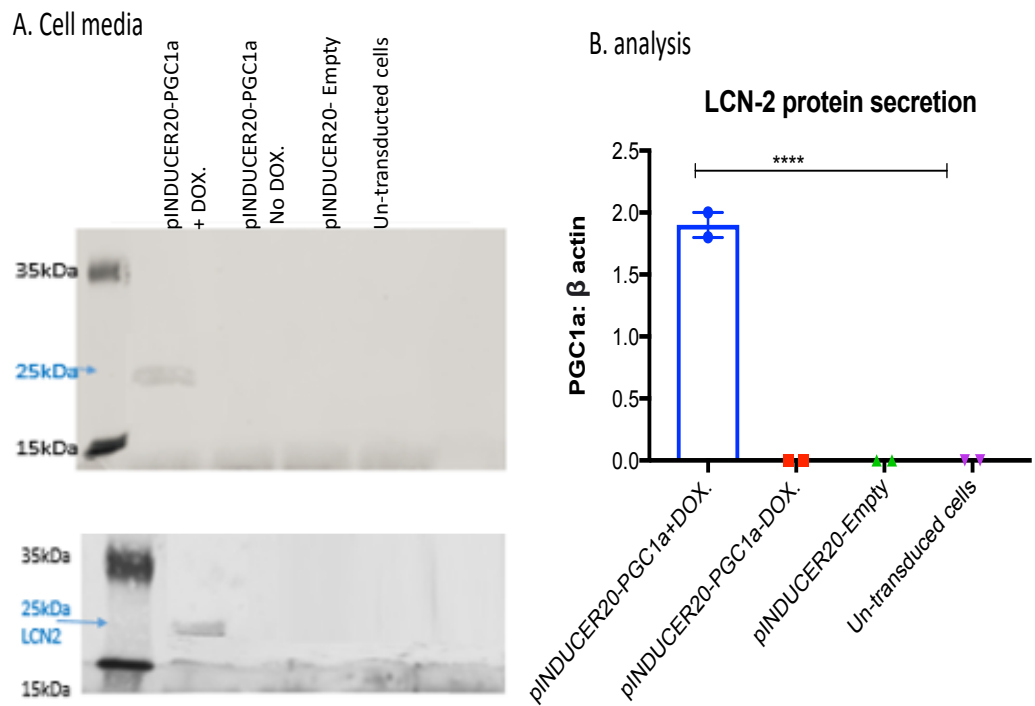 A. Cell media
pINDUCER20-PGC1a
+ DOX.
pINDUCER20-PGC1a
No DOX.
pINDUCER20- Empty
Un-transducted cells
35kDa
25kDa
15kDa
35kDa
25kDa
LCN2
15kDa
B. analysis
LCN-2 protein secretion
****
PGC1a: β actin
2.5
2.0
1.5
1.0
0.5
0.0
pINDUCER20-PGC1a+DOX.
pINDUCER20-PGC1a-DOX.
pINDUCER20-Empty
Un-transduced cells